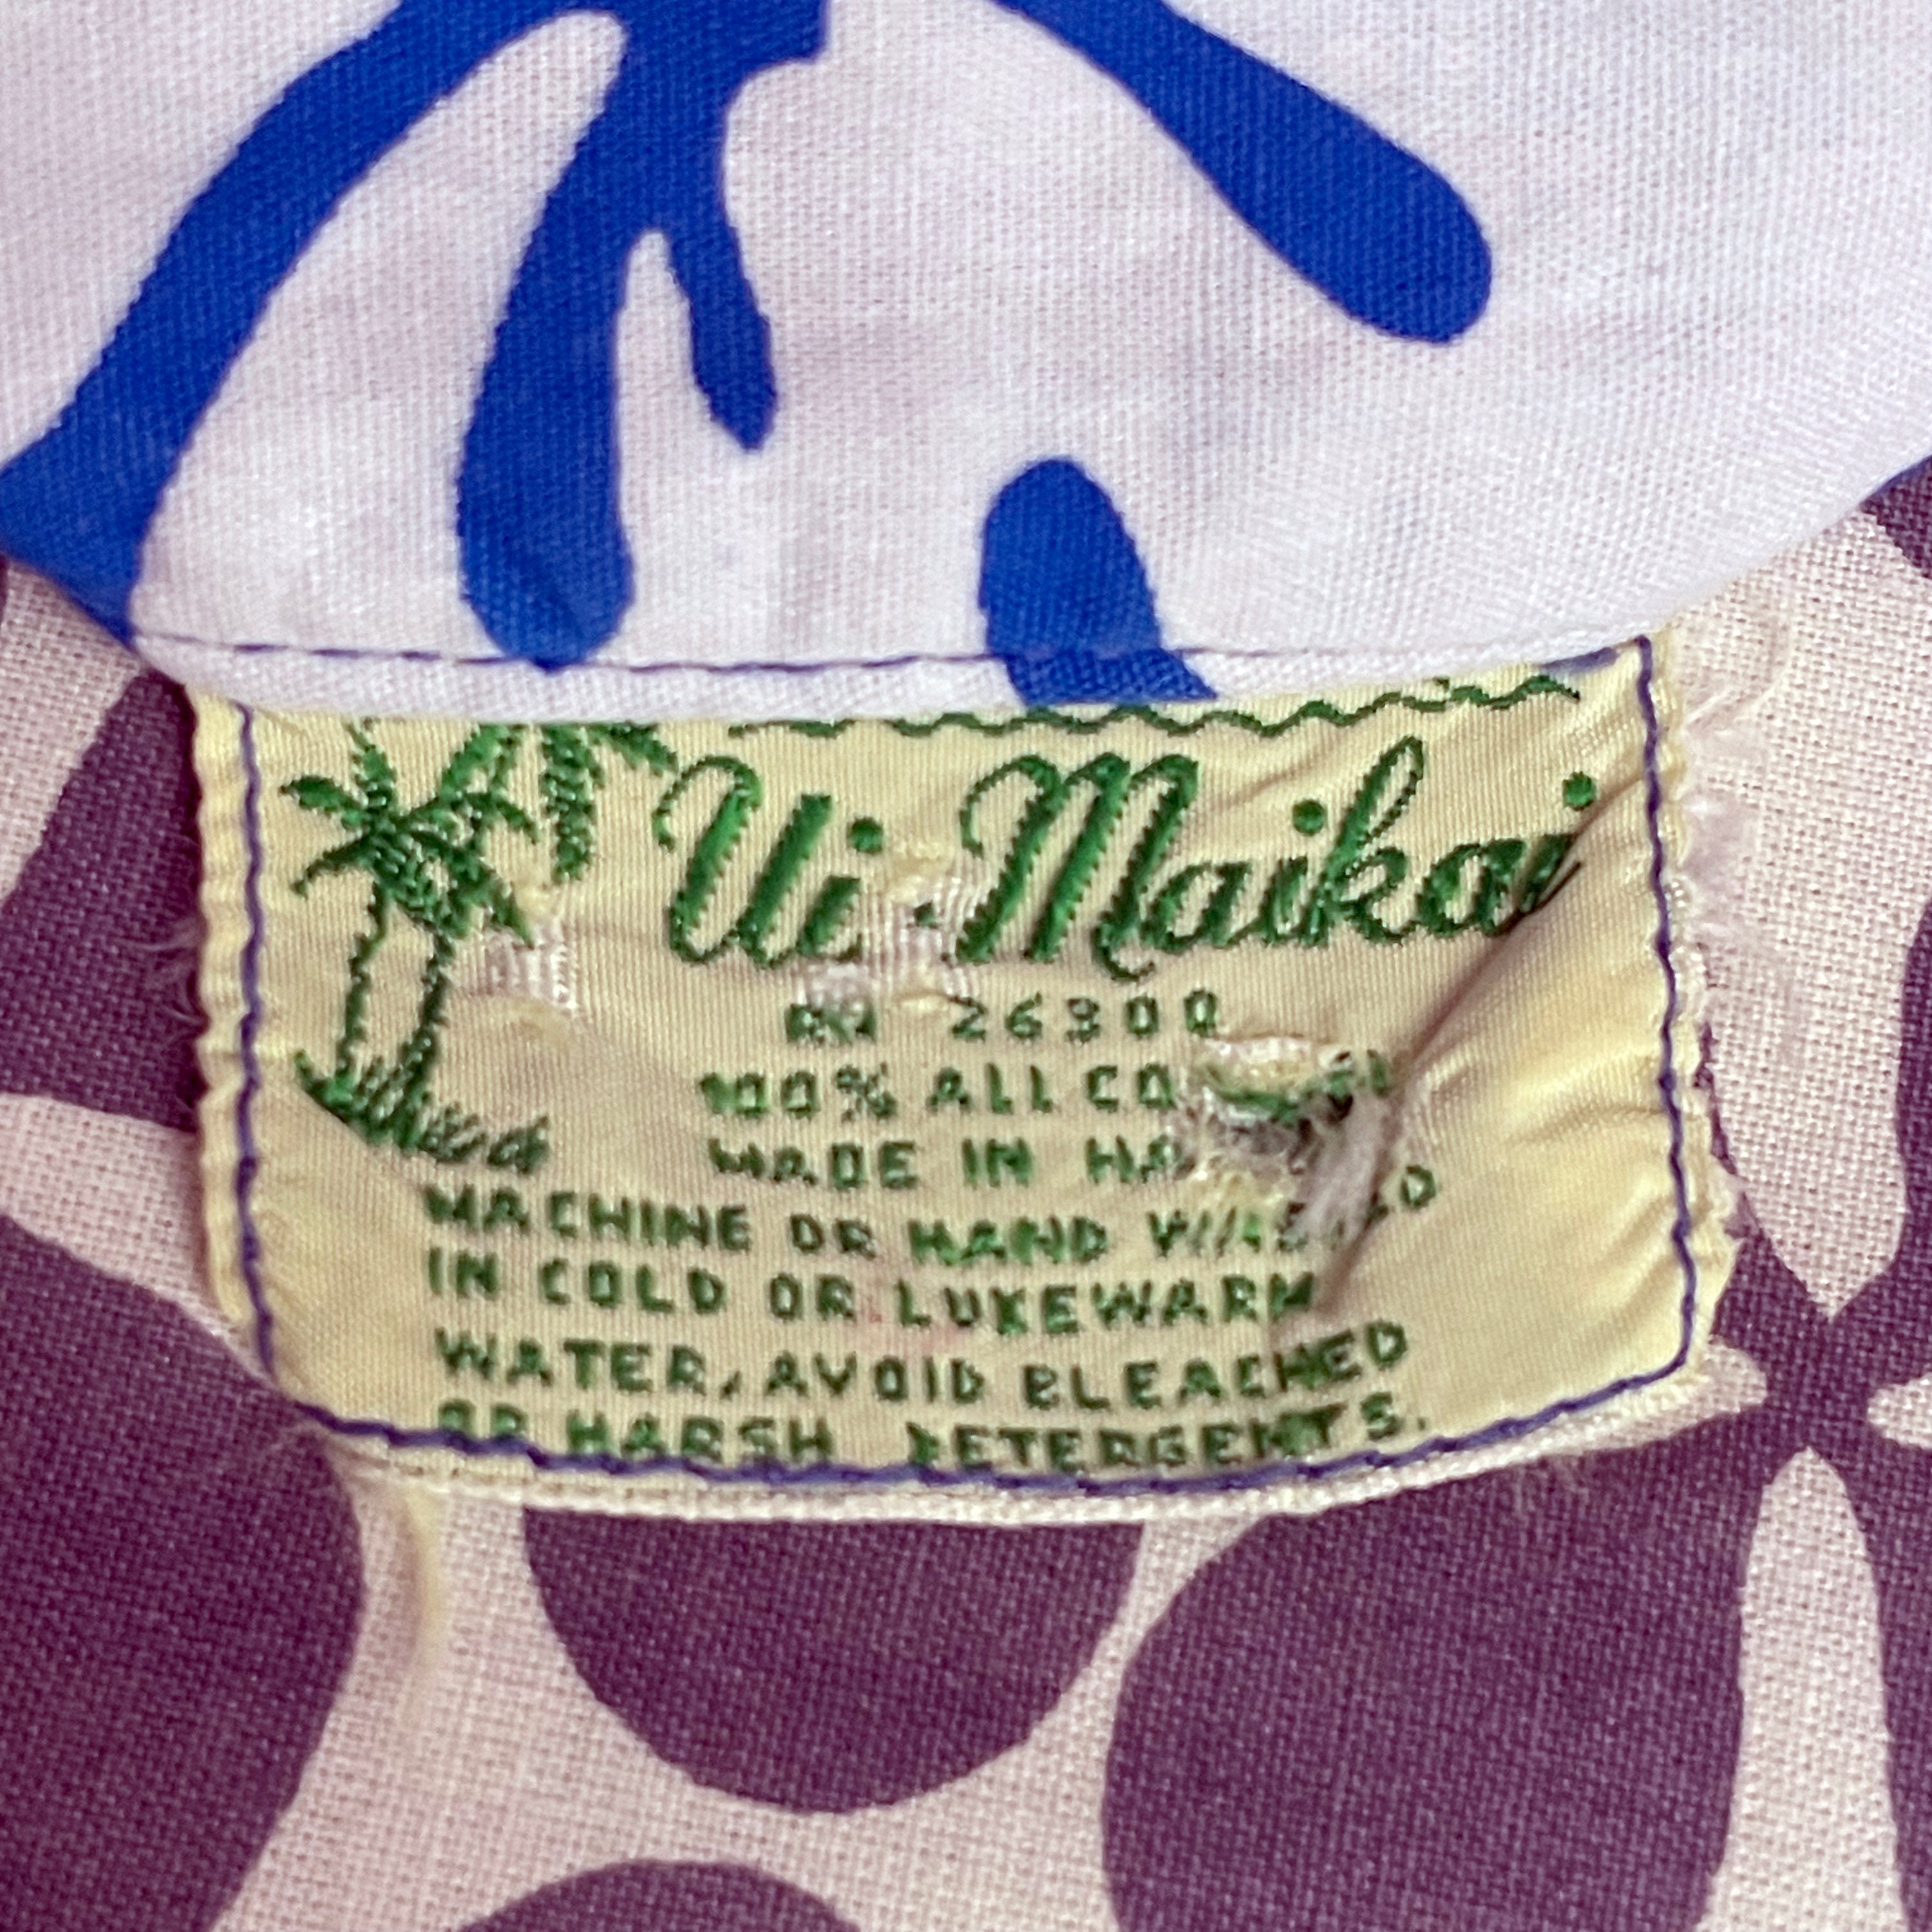 Ui-Maikai
RN 26300
100% ALL CO
MADE IN HA
MACHINE OR HAND
IN COLD OR LUKEWARM
WATER, AVOID BLEACHED
OR HARSH DETERGENTS.